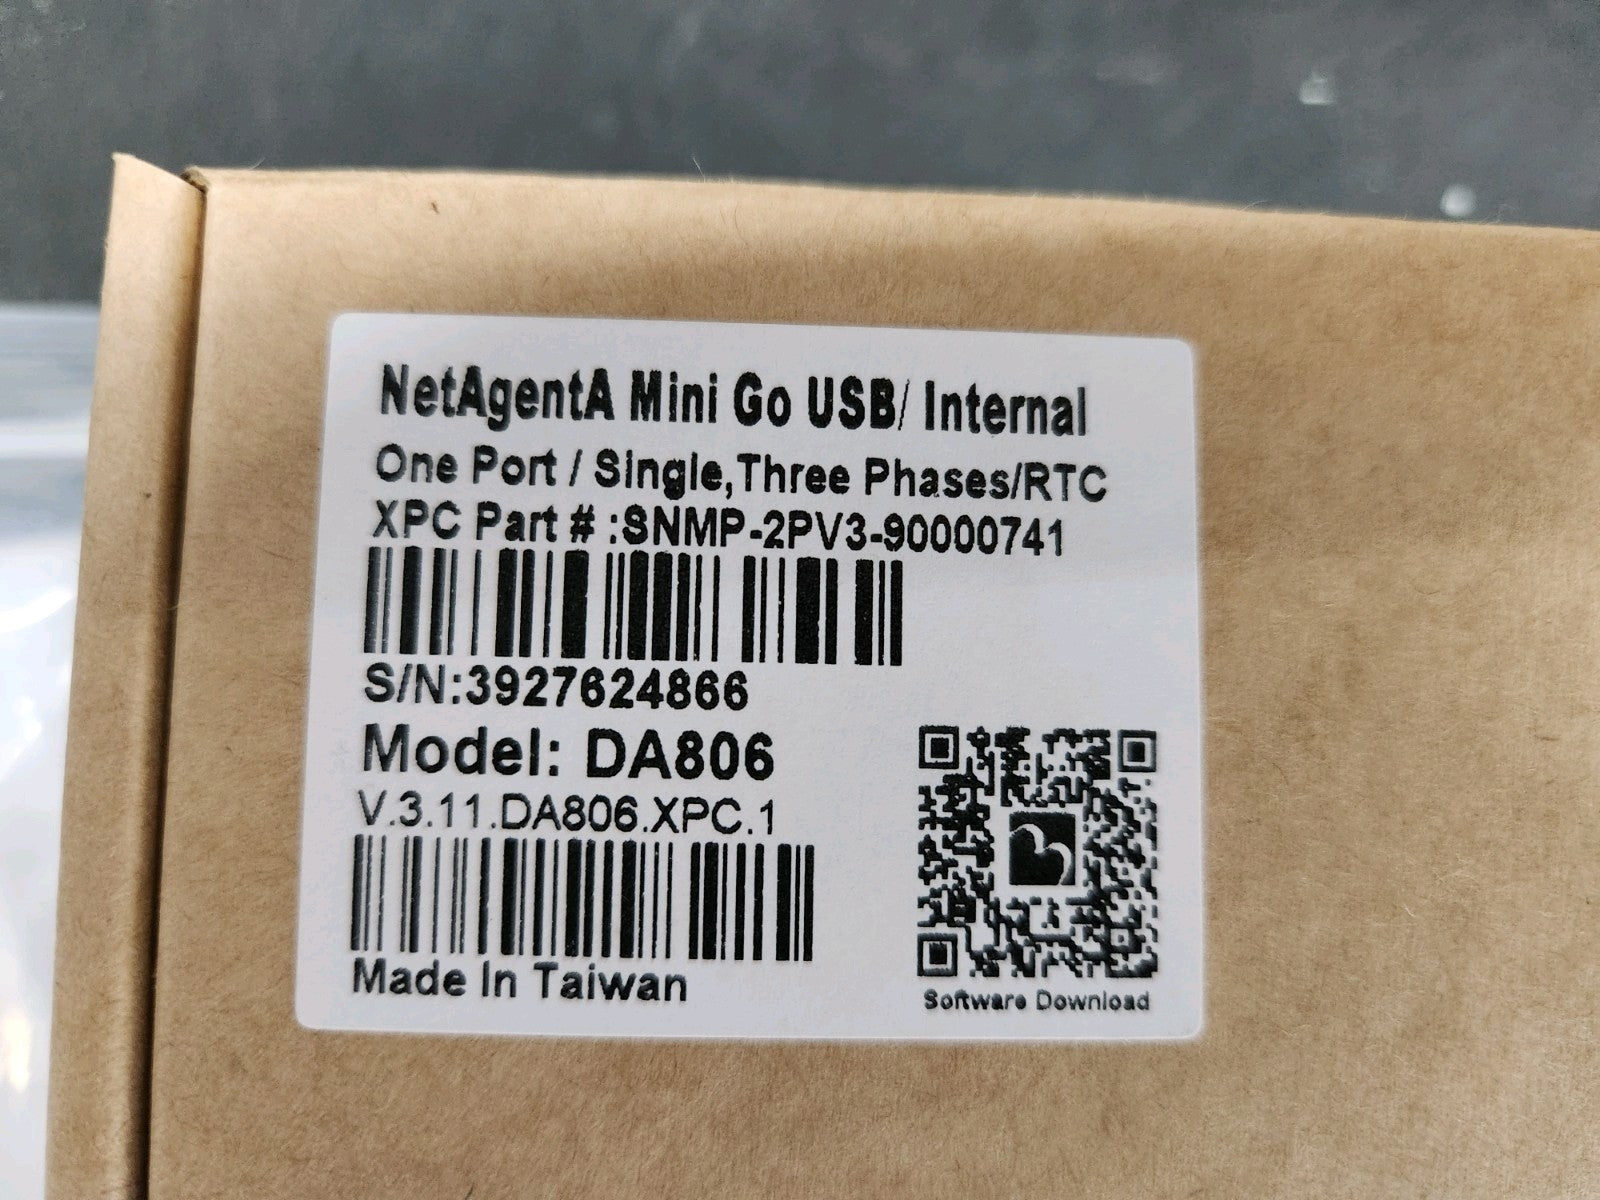 NetAgentA Mini Go USB/ Internal
One Port / Single,Three Phases/RTC
XPC Part # :SNMP-2PV3-90000741
S/N:3927624866
Model: DA806
V.3.11.DA806.XPC.1
Made In Taiwan
Software Download